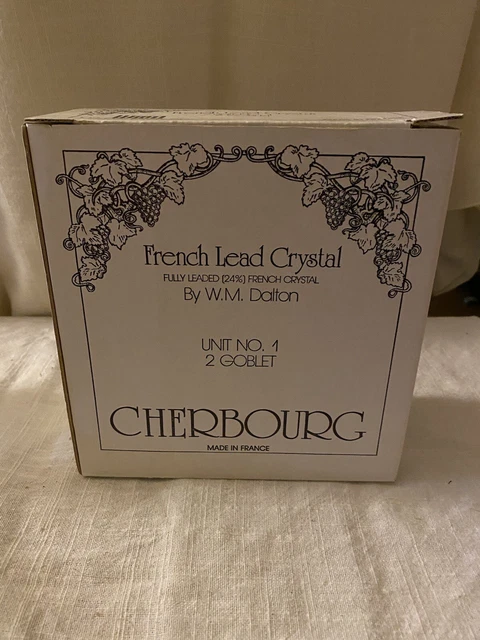 French Lead Crystal
FULLY LEADED (24%) FRENCH CRYSTAL
By W.M. Dalton
UNIT NO. 1
2 GOBLET
CHERBOURG
MADE IN FRANCE